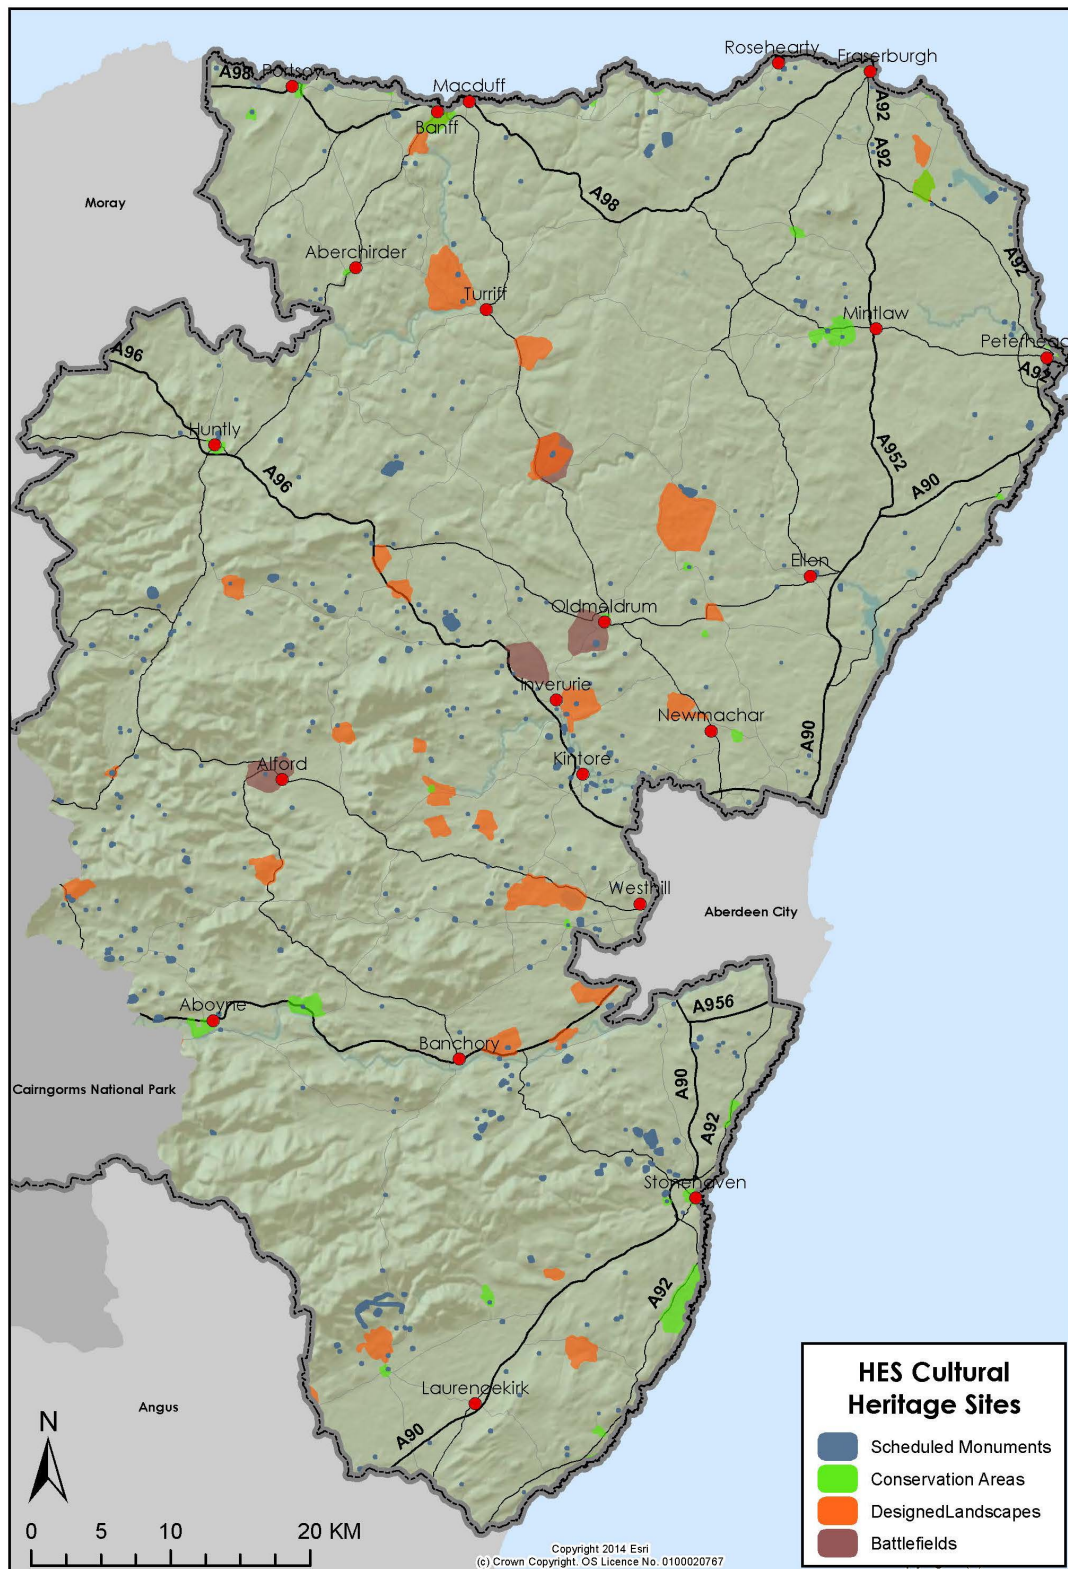 Rosehearty
Fraserburgh
A98
Portsoy
Macduff
Banff
A92
A92
Moray
A98
Aberchirder
A92
Turriff
Mintlaw
Peterhead
A92
A96
Huntly
A952
A96
A90
Ellon
Oldmeldrum
Inverurie
Newmachar
A90
Kintore
Alford
Westhill
Aberdeen City
Aboyne
A956
Banchory
A90
Cairngorms National Park
A92
Stonehaven
A92
Laurencekirk
Angus
A90
N
0 5 10 20 KM
HES Cultural
Heritage Sites
Scheduled Monuments
Conservation Areas
DesignedLandscapes
Battlefields
Copyright 2014 Esri
(c) Crown Copyright. OS Licence No. 0100020767